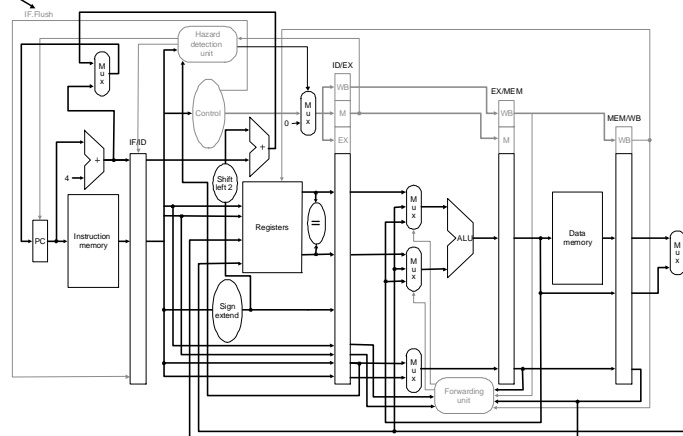 IF.Flush
Hazard
detection
unit
ID/EX
M
u
x
WB
EX/MEM
Control
M
u
x
0
M
WB
MEM/WB
IF/ID
EX
M
WB
+
+
4
Shift
left 2
M
u
x
PC
Instruction
memory
Registers
=
ALU
Data
memory
M
u
x
M
u
x
Sign
extend
M
u
x
Forwarding
unit